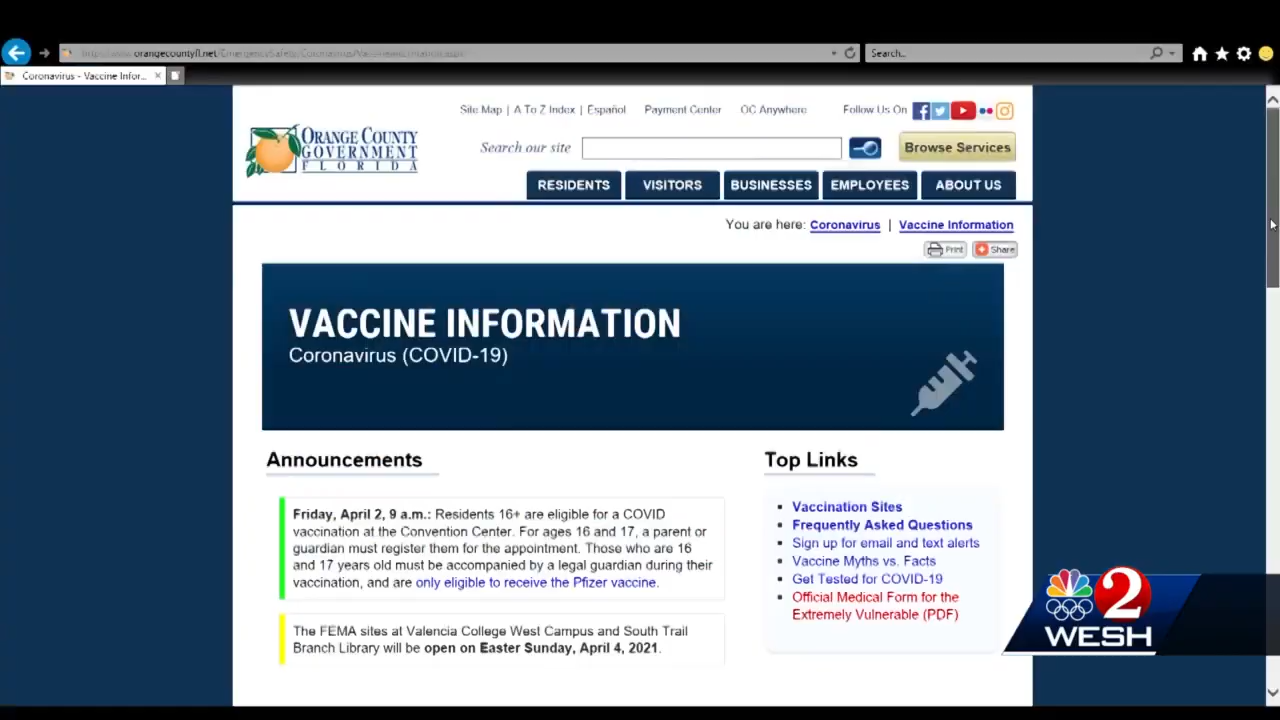 https://www.orangecountyfl.net/EmergencySafety/Coronavirus/VaccineInformation.aspx
Search...
Coronavirus - Vaccine Infor...
Site Map | A To Z Index | Español Payment Center OC Anywhere Follow Us On
ORANGE COUNTY
GOVERNMENT
FLORIDA
Search our site
Browse Services
RESIDENTS VISITORS BUSINESSES EMPLOYEES ABOUT US
You are here: Coronavirus | Vaccine Information
Print Share
VACCINE INFORMATION
Coronavirus (COVID-19)
Announcements
Friday, April 2, 9 a.m.: Residents 16+ are eligible for a COVID
vaccination at the Convention Center. For ages 16 and 17, a parent or
guardian must register them for the appointment. Those who are 16
and 17 years old must be accompanied by a legal guardian during their
vaccination, and are only eligible to receive the Pfizer vaccine.
The FEMA sites at Valencia College West Campus and South Trail
Branch Library will be open on Easter Sunday, April 4, 2021.
Top Links
Vaccination Sites
Frequently Asked Questions
Sign up for email and text alerts
Vaccine Myths vs. Facts
Get Tested for COVID-19
Official Medical Form for the
Extremely Vulnerable (PDF)
2
WESH